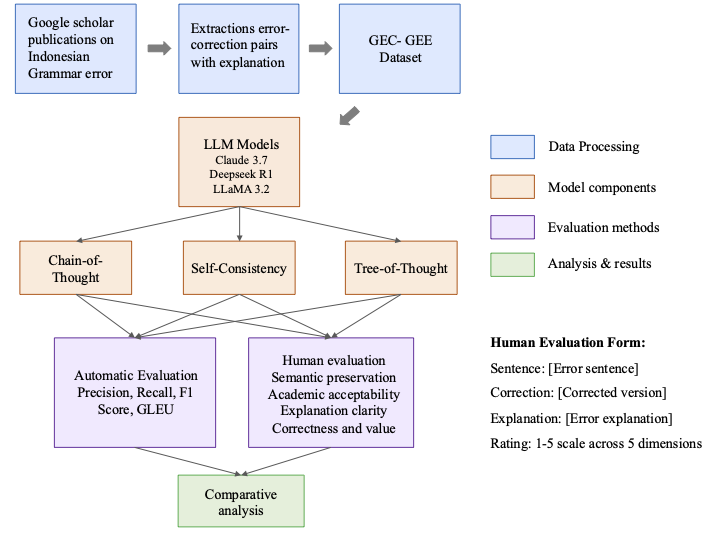 Google scholar
publications on
Indonesian
Grammar error
Extractions error-
correction pairs
with explanation
GEC- GEE
Dataset
LLM Models
Claude 3.7
Deepseek R1
LLaMA 3.2
Chain-of-
Thought
Self-Consistency
Tree-of-Thought
Automatic Evaluation
Precision, Recall, F1
Score, GLEU
Human evaluation
Semantic preservation
Academic acceptability
Explanation clarity
Correctness and value
Comparative
analysis
Data Processing
Model components
Evaluation methods
Analysis & results
Human Evaluation Form:
Sentence: [Error sentence]
Correction: [Corrected version]
Explanation: [Error explanation]
Rating: 1-5 scale across 5 dimensions